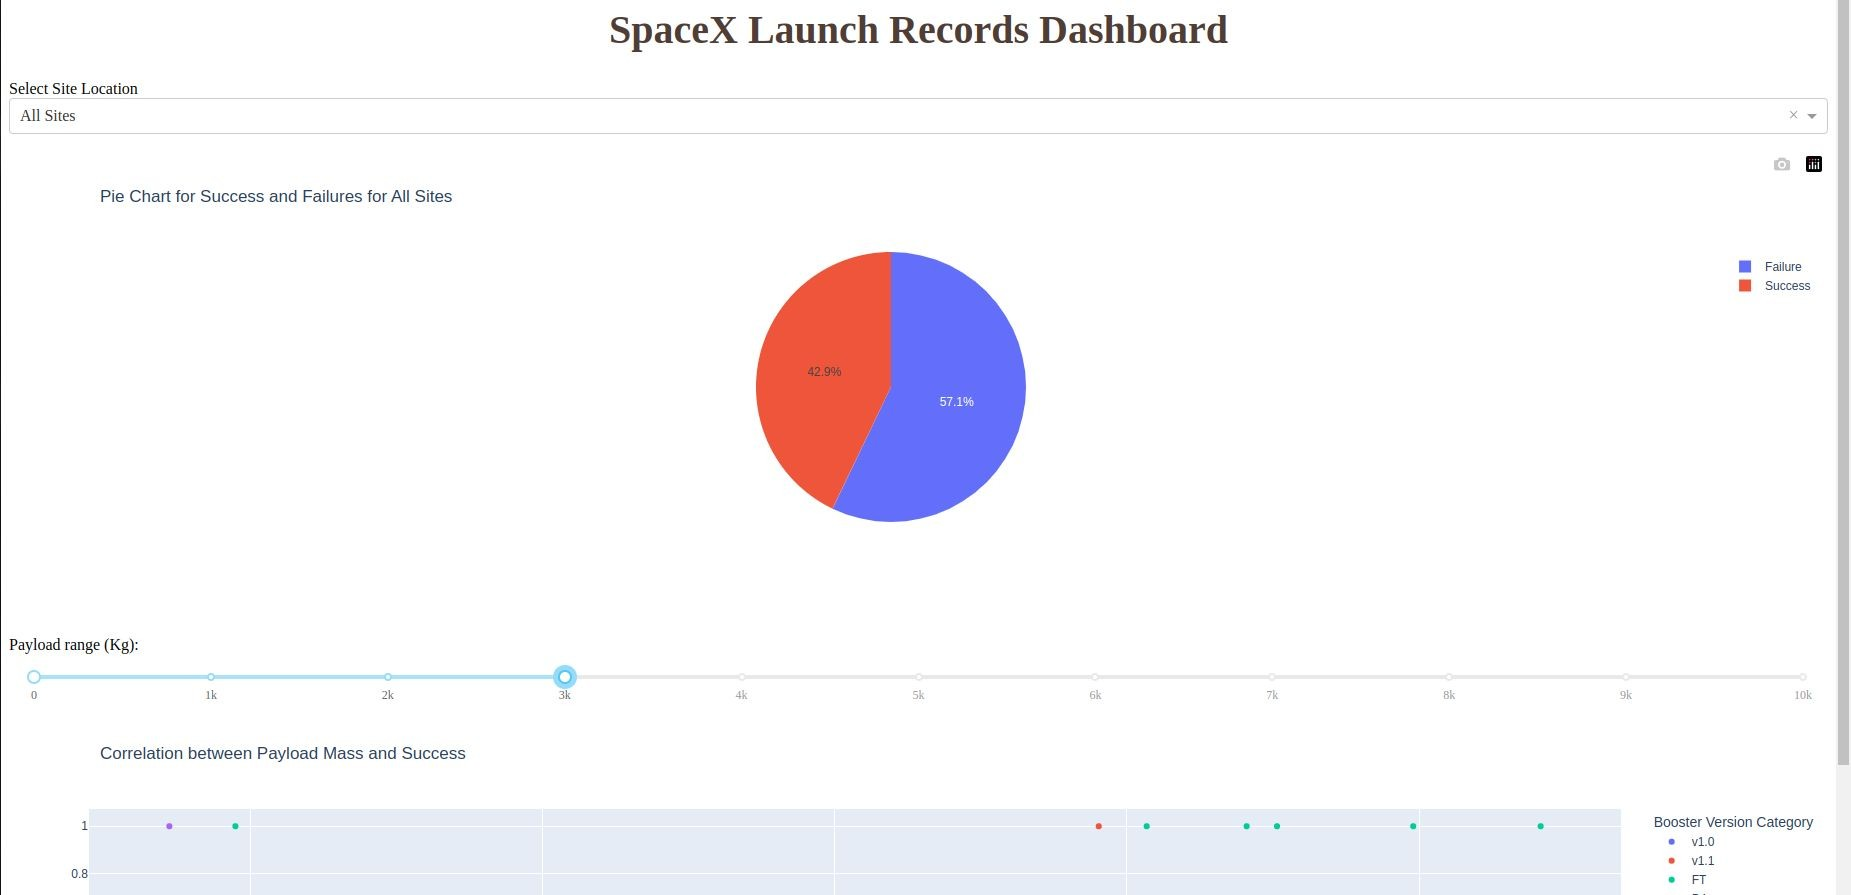 SpaceX Launch Records Dashboard
Select Site Location
All Sites
Pie Chart for Success and Failures for All Sites
Failure
Success
42.9%
57.1%
Payload range (Kg):
0 1k 2k 3k 4k 5k 6k 7k 8k 9k 10k
Correlation between Payload Mass and Success
1
0.8
Booster Version Category
v1.0
v1.1
FT